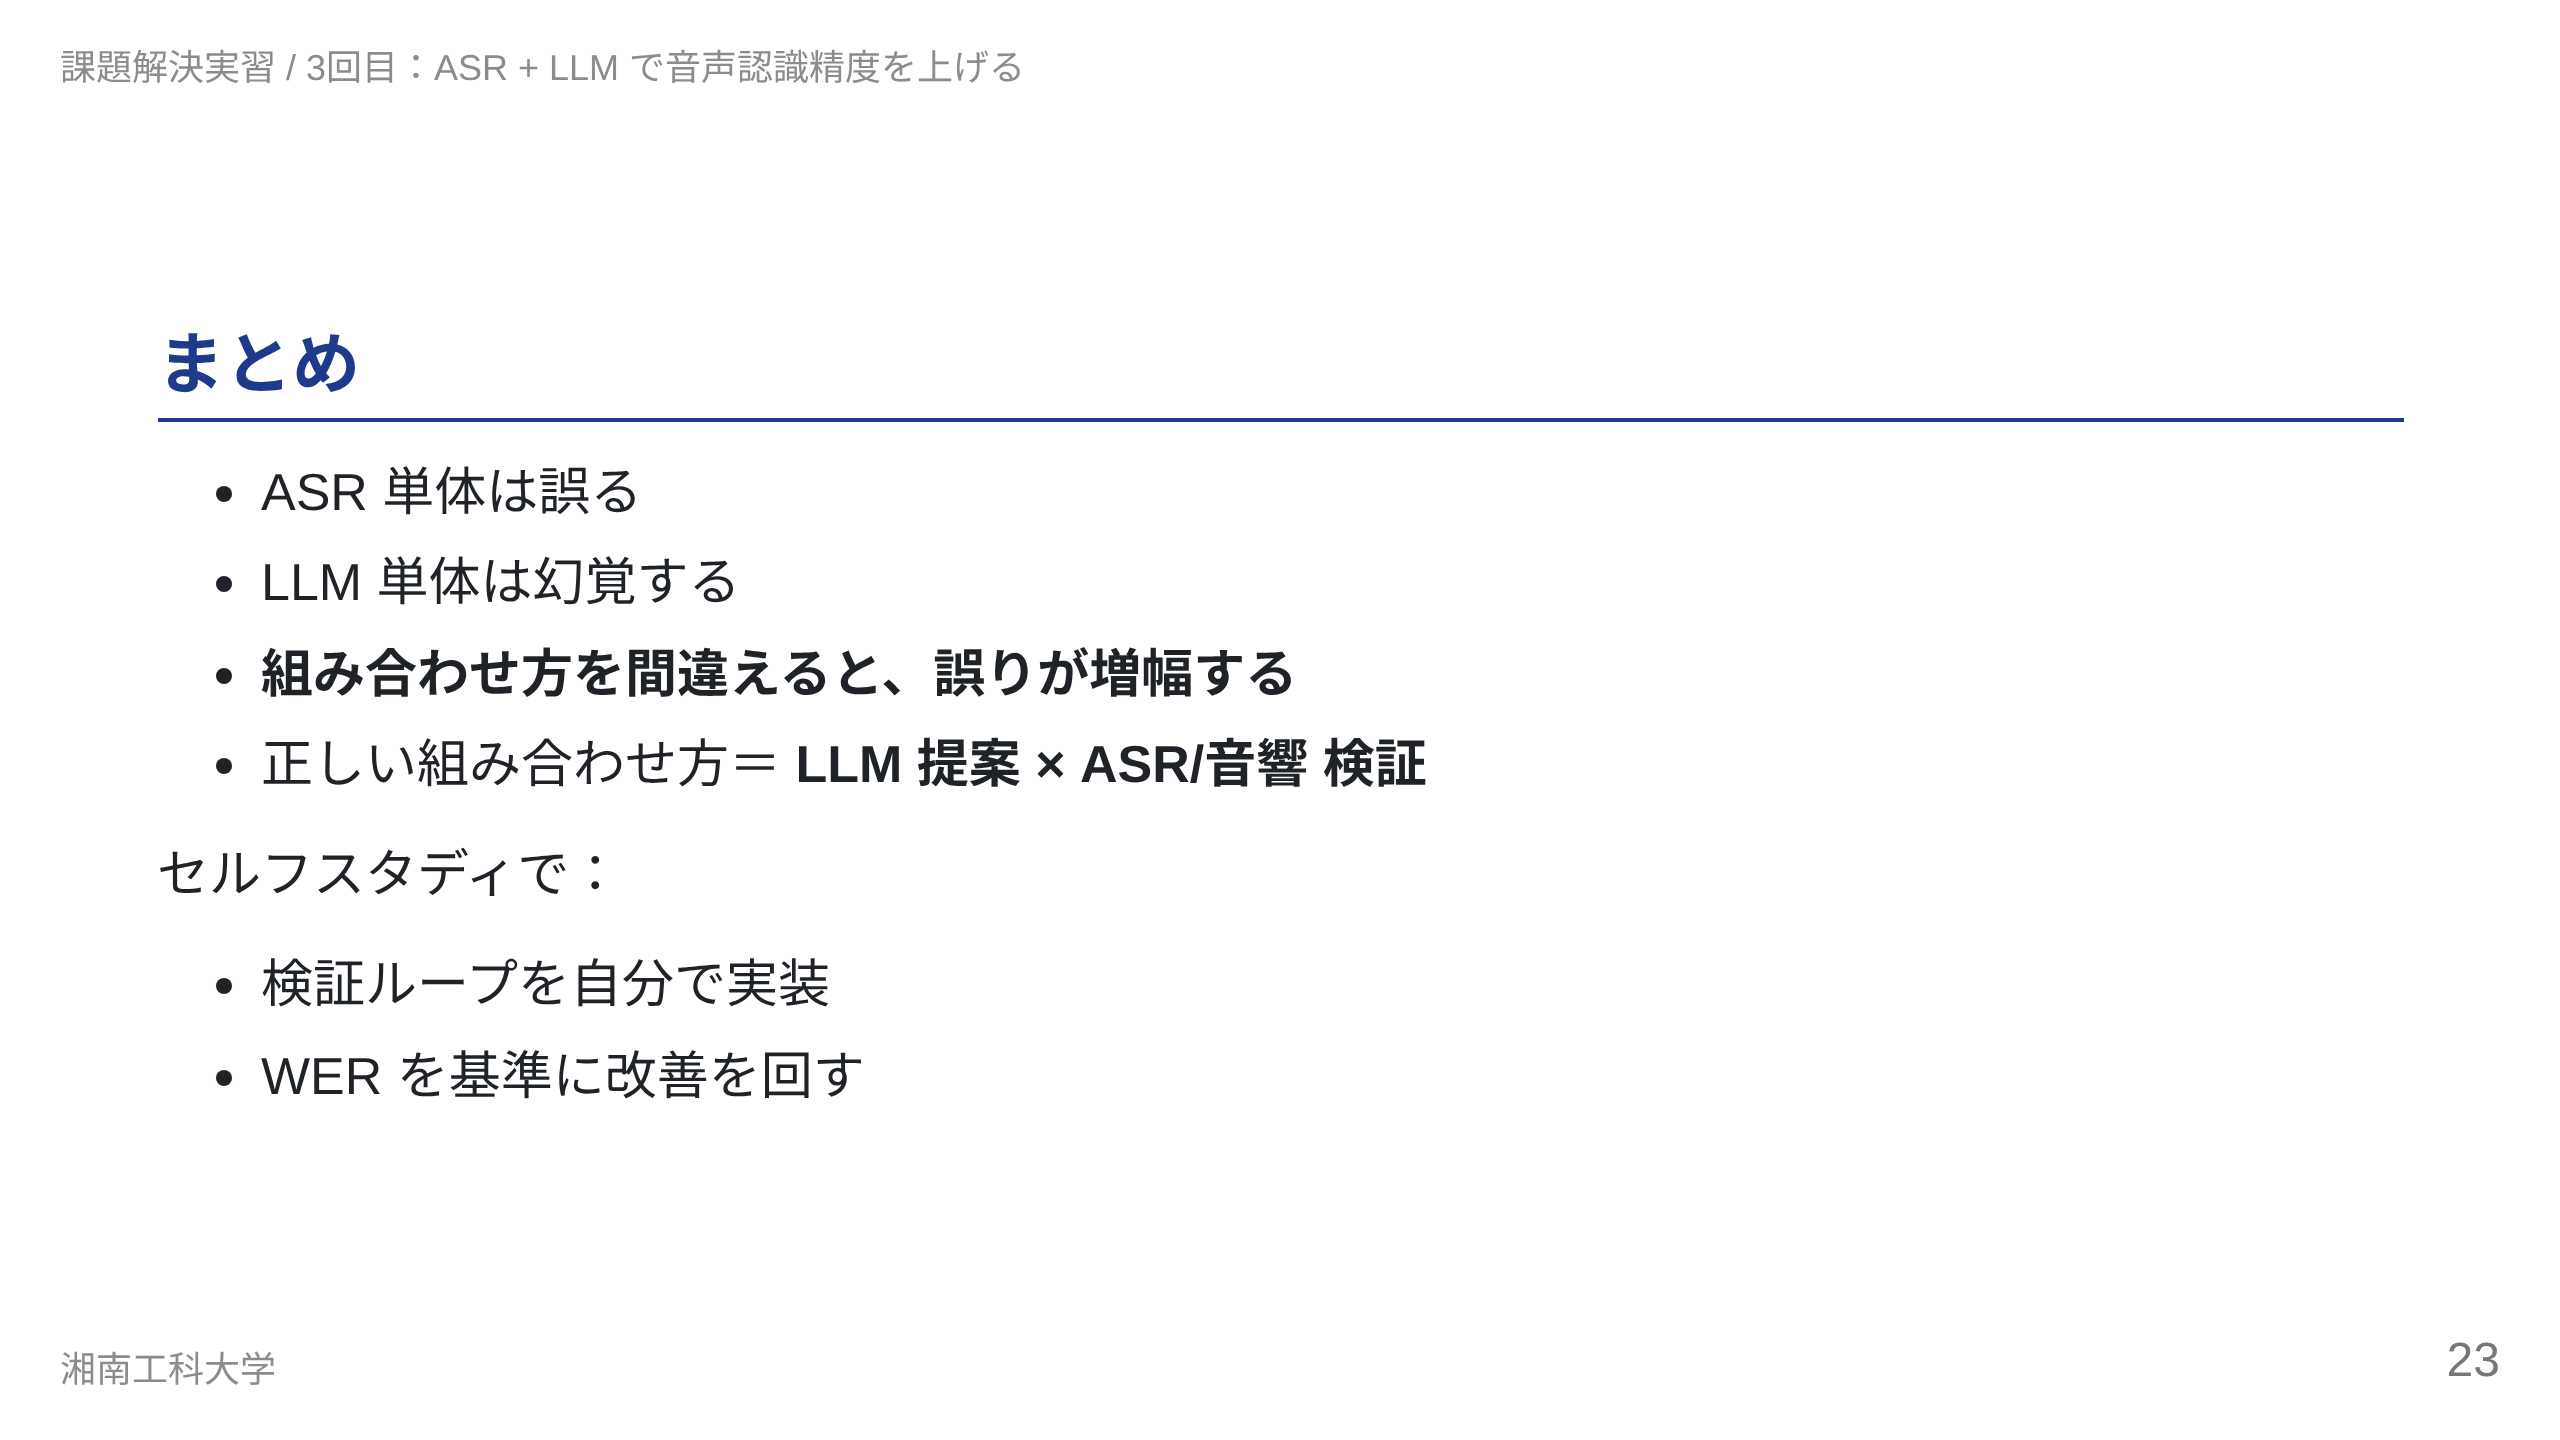 課題解決実習 / 3回目：ASR + LLM で音声認識精度を上げる
まとめ
• ASR 単体は誤る
• LLM 単体は幻覚する
• 組み合わせ方を間違えると、誤りが増幅する
• 正しい組み合わせ方＝ LLM 提案 × ASR/音響 検証
セルフスタディで：
• 検証ループを自分で実装
• WER を基準に改善を回す
湘南工科大学
23